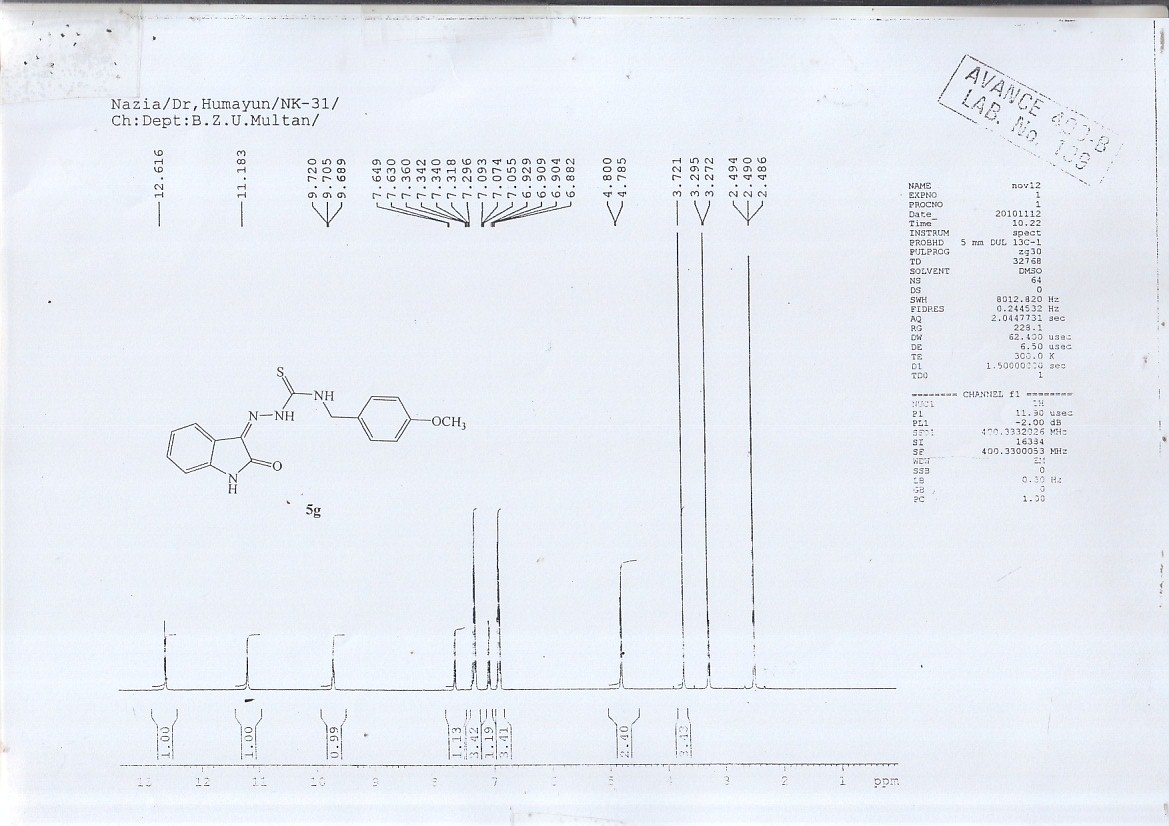 Nazia/Dr,Humayun/NK-31/
Ch:Dept:B.Z.U.Multan/
AVANCE 400-B
LAB. No. 109
12.616
11.183
9.720
9.705
9.689
7.649
7.630
7.360
7.342
7.340
7.318
7.296
7.093
7.074
7.055
6.929
6.909
6.904
6.882
4.800
4.785
3.721
3.295
3.272
2.494
2.490
2.486
NAME nov12
EXPNO 1
PROCNO 1
Date_ 20101112
Time 10.22
INSTRUM spect
PROBHD 5 mm DUL 13C-1
PULPROG zg30
TD 32768
SOLVENT DMSO
NS 64
DS 0
SWH 8012.820 Hz
FIDRES 0.244532 Hz
AQ 2.0447731 sec
RG 228.1
DW 62.400 usec
DE 6.50 usec
TE 300.0 K
D1 1.50000000 sec
TD0 1
======== CHANNEL f1 ========
NUC1 1H
P1 11.90 usec
PL1 -2.00 dB
SFO1 400.3332026 MHz
SI 16384
SF 400.3300053 MHz
WDW EM
SSB 0
LB 0.30 Hz
GB 0
PC 1.00
S
NH
N
NH
OCH3
O
N
H
5g
1.00
1.00
0.99
1.13
3.42
1.19
3.41
2.40
3.43
13 12 11 10 9 8 7 6 5 4 3 2 1 ppm